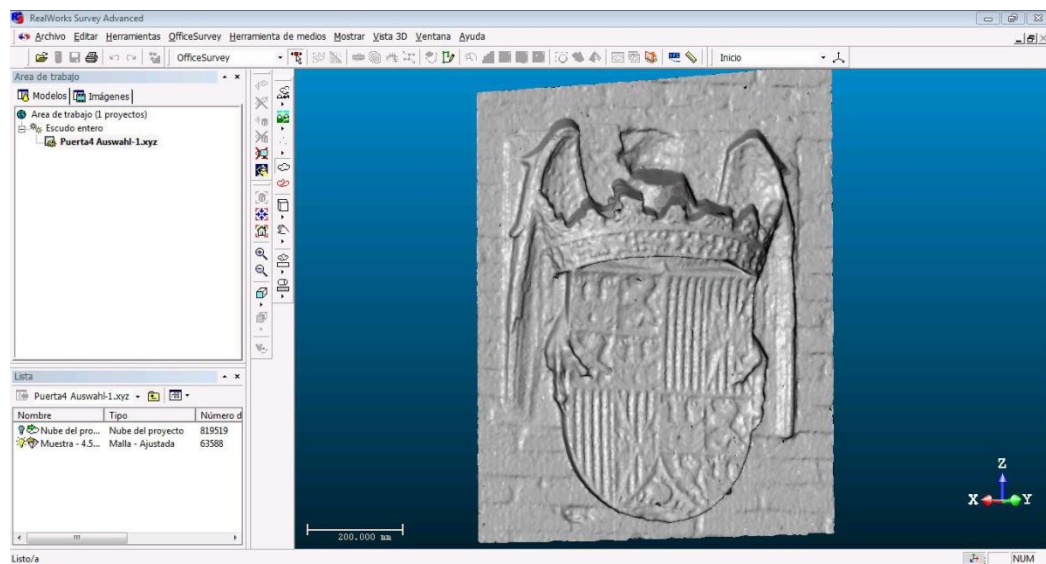 RealWorks Survey Advanced
Archivo Editar Herramientas OfficeSurvey Herramienta de medios Mostrar Vista 3D Ventana Ayuda
OfficeSurvey Inicio
Area de trabajo
Modelos Imágenes
Area de trabajo (1 proyectos)
Escudo entero
Puerta4 Auswahl-1.xyz
Lista
Puerta4 Auswahl-1.xyz
Nombre Tipo Número d
Nube del pro... Nube del proyecto 819519
Muestra - 4.5... Malla - Ajustada 63588
200.000 mm
Z
X Y
Listo/a NUM